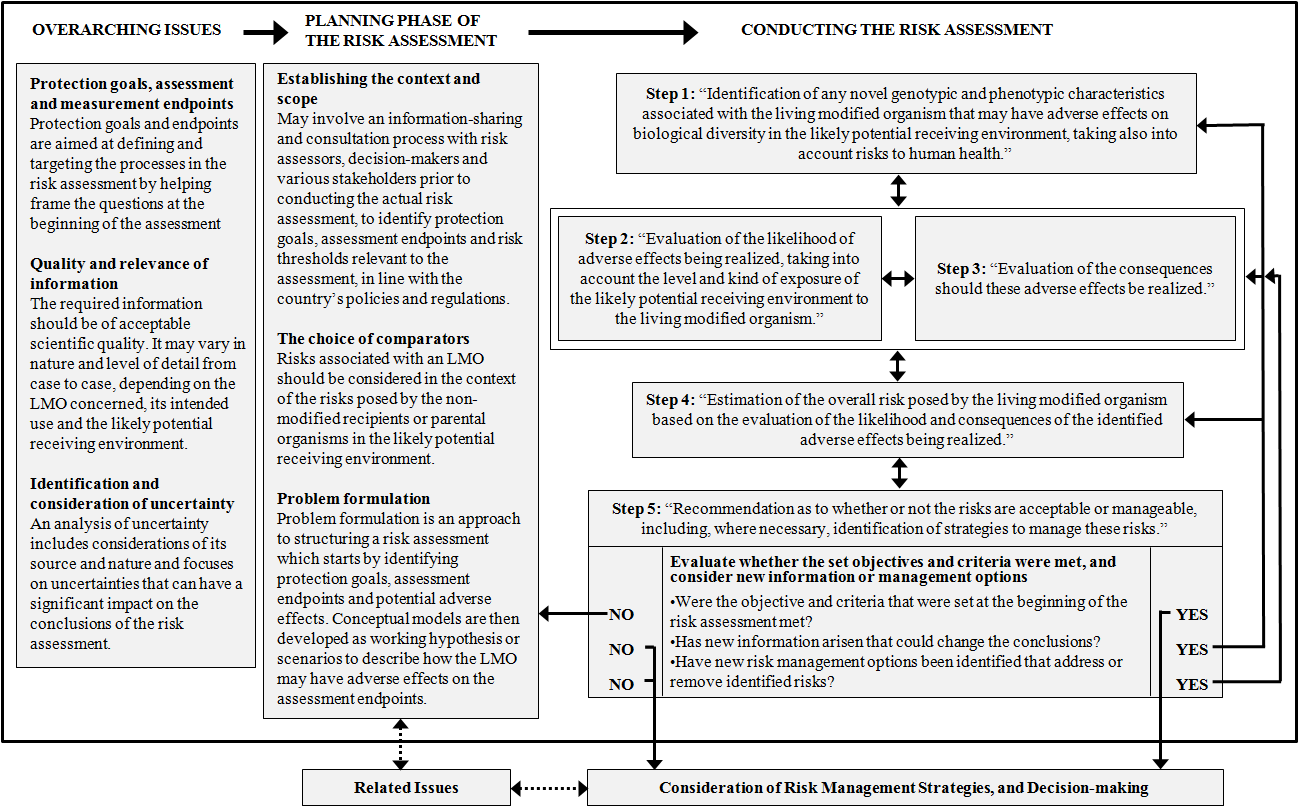 OVERARCHING ISSUES
PLANNING PHASE OF
THE RISK ASSESSMENT
CONDUCTING THE RISK ASSESSMENT
Protection goals, assessment
and measurement endpoints
Protection goals and endpoints
are aimed at defining and
targeting the processes in the
risk assessment by helping
frame the questions at the
beginning of the assessment
Quality and relevance of
information
The required information
should be of acceptable
scientific quality. It may vary in
nature and level of detail from
case to case, depending on the
LMO concerned, its intended
use and the likely potential
receiving environment.
Identification and
consideration of uncertainty
An analysis of uncertainty
includes considerations of its
source and nature and focuses
on uncertainties that can have a
significant impact on the
conclusions of the risk
assessment.
Establishing the context and
scope
May involve an information-sharing
and consultation process with risk
assessors, decision-makers and
various stakeholders prior to
conducting the actual risk
assessment, to identify protection
goals, assessment endpoints and risk
thresholds relevant to the
assessment, in line with the
country’s policies and regulations.
The choice of comparators
Risks associated with an LMO
should be considered in the context
of the risks posed by the non-
modified recipients or parental
organisms in the likely potential
receiving environment.
Problem formulation
Problem formulation is an approach
to structuring a risk assessment
which starts by identifying
protection goals, assessment
endpoints and potential adverse
effects. Conceptual models are then
developed as working hypothesis or
scenarios to describe how the LMO
may have adverse effects on the
assessment endpoints.
Step 1: “Identification of any novel genotypic and phenotypic characteristics
associated with the living modified organism that may have adverse effects on
biological diversity in the likely potential receiving environment, taking also into
account risks to human health.”
Step 2: “Evaluation of the likelihood of
adverse effects being realized, taking into
account the level and kind of exposure of
the likely potential receiving environment to
the living modified organism.”
Step 3: “Evaluation of the consequences
should these adverse effects be realized.”
Step 4: “Estimation of the overall risk posed by the living modified organism
based on the evaluation of the likelihood and consequences of the identified
adverse effects being realized.”
Step 5: “Recommendation as to whether or not the risks are acceptable or manageable,
including, where necessary, identification of strategies to manage these risks.”
Evaluate whether the set objectives and criteria were met, and
consider new information or management options
•Were the objective and criteria that were set at the beginning of the
risk assessment met?
•Has new information arisen that could change the conclusions?
•Have new risk management options been identified that address or
remove identified risks?
NO
NO
NO
YES
YES
YES
Related Issues
Consideration of Risk Management Strategies, and Decision-making